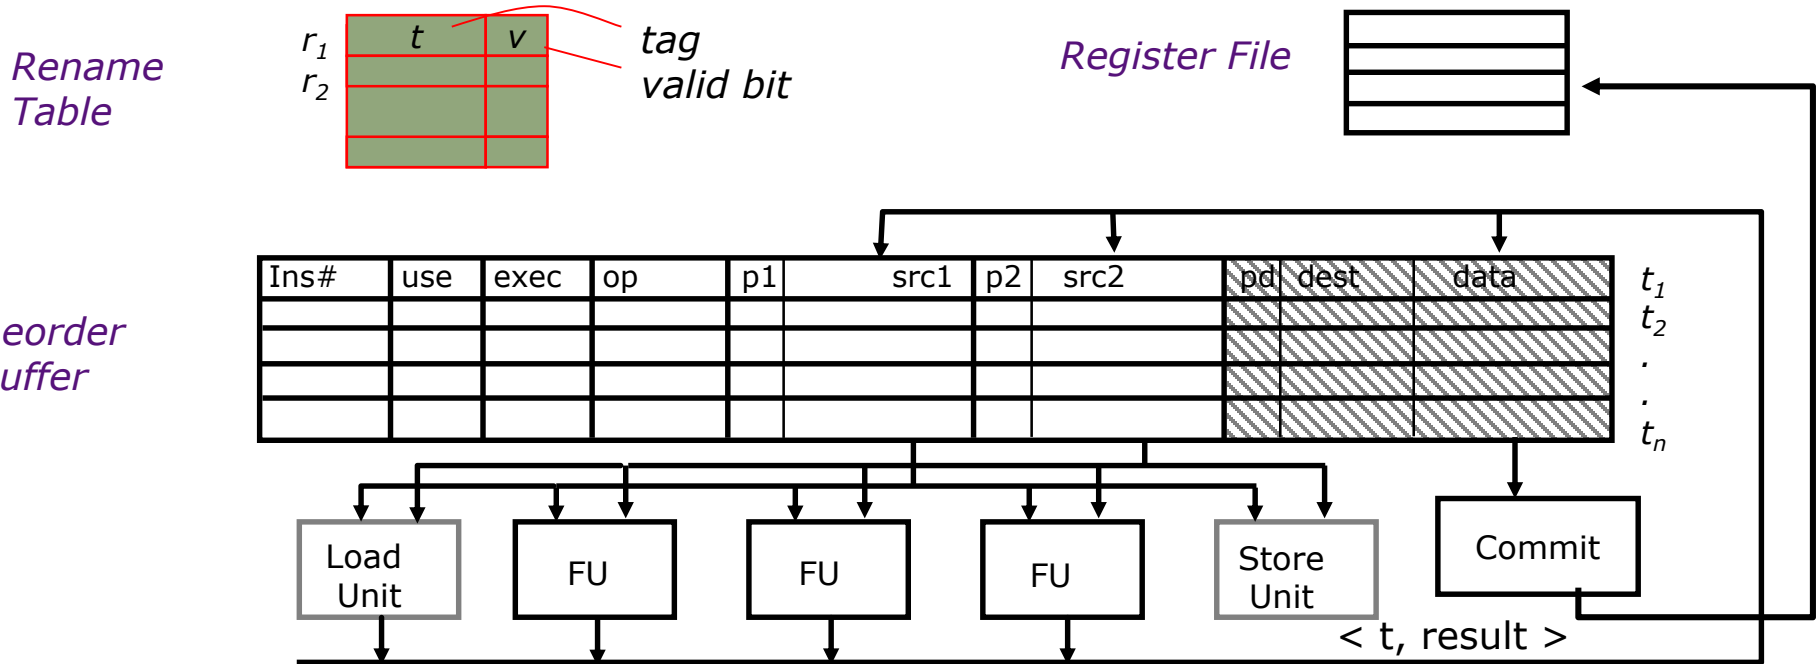 Rename
Table
r1
r2
t
v
tag
valid bit
Register File
eorder
uffer
Ins# use exec op p1 src1 p2 src2 pd dest data
t1
t2
.
.
tn
Load
Unit
FU
FU
FU
Store
Unit
Commit
< t, result >